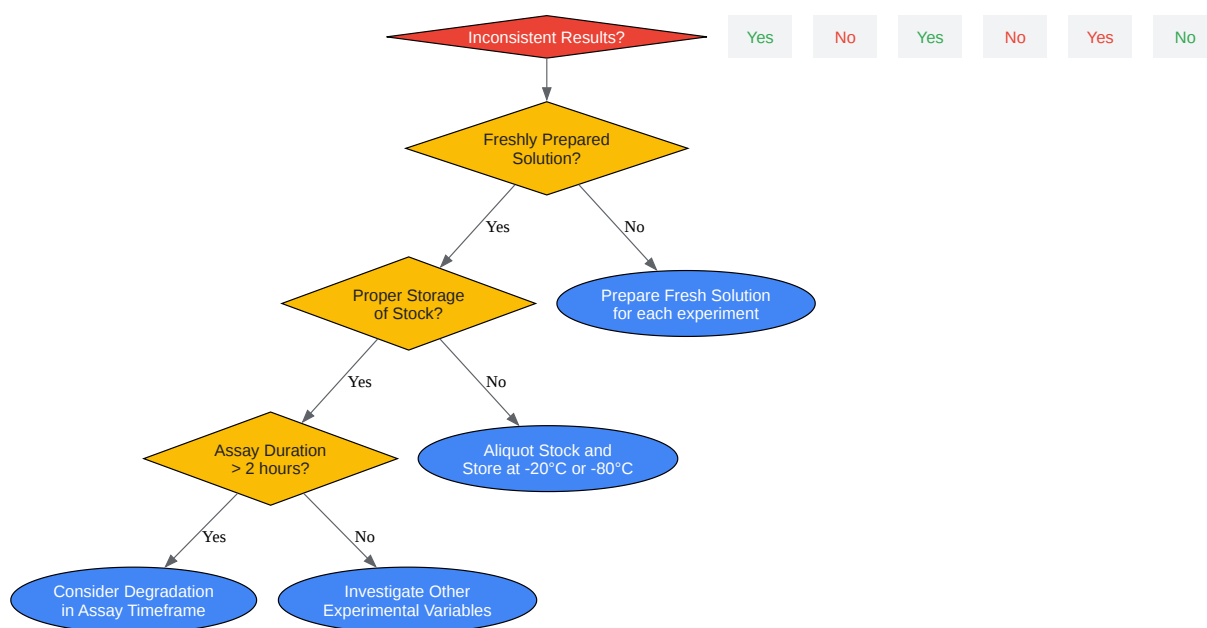 Inconsistent Results?
Yes
No
Yes
No
Yes
No
Freshly Prepared
Solution?
Yes
No
Proper Storage
of Stock?
Prepare Fresh Solution
for each experiment
Yes
No
Assay Duration
> 2 hours?
Aliquot Stock and
Store at -20°C or -80°C
Yes
No
Consider Degradation
in Assay Timeframe
Investigate Other
Experimental Variables